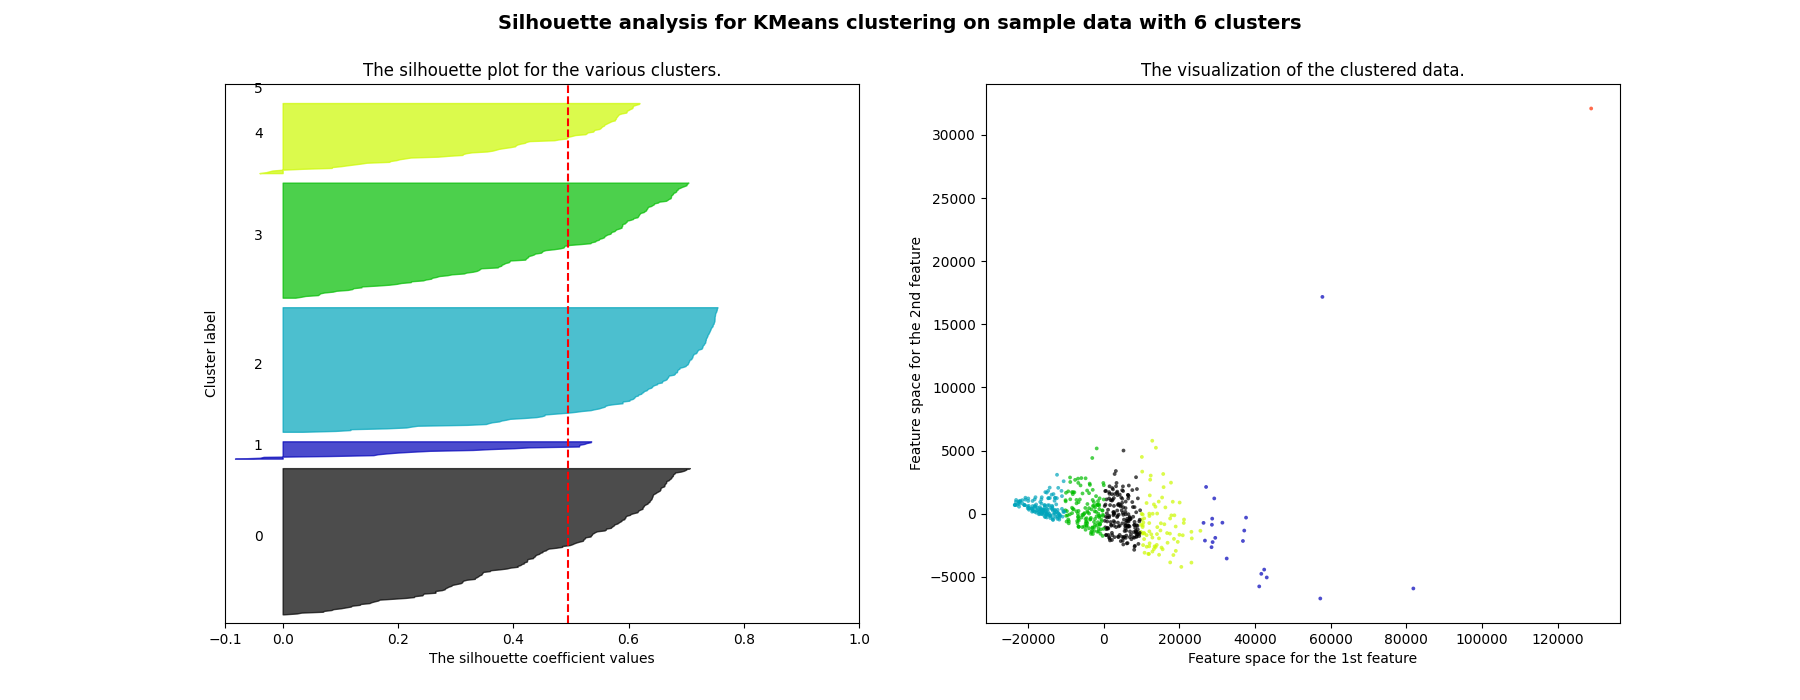 Silhouette analysis for KMeans clustering on sample data with 6 clusters
The silhouette plot for the various clusters.
5
4
3
2
1
0
Cluster label
−0.1 0.0 0.2 0.4 0.6 0.8 1.0
The silhouette coefficient values
The visualization of the clustered data.
30000
25000
20000
15000
10000
5000
0
−5000
Feature space for the 2nd feature
−20000 0 20000 40000 60000 80000 100000 120000
Feature space for the 1st feature